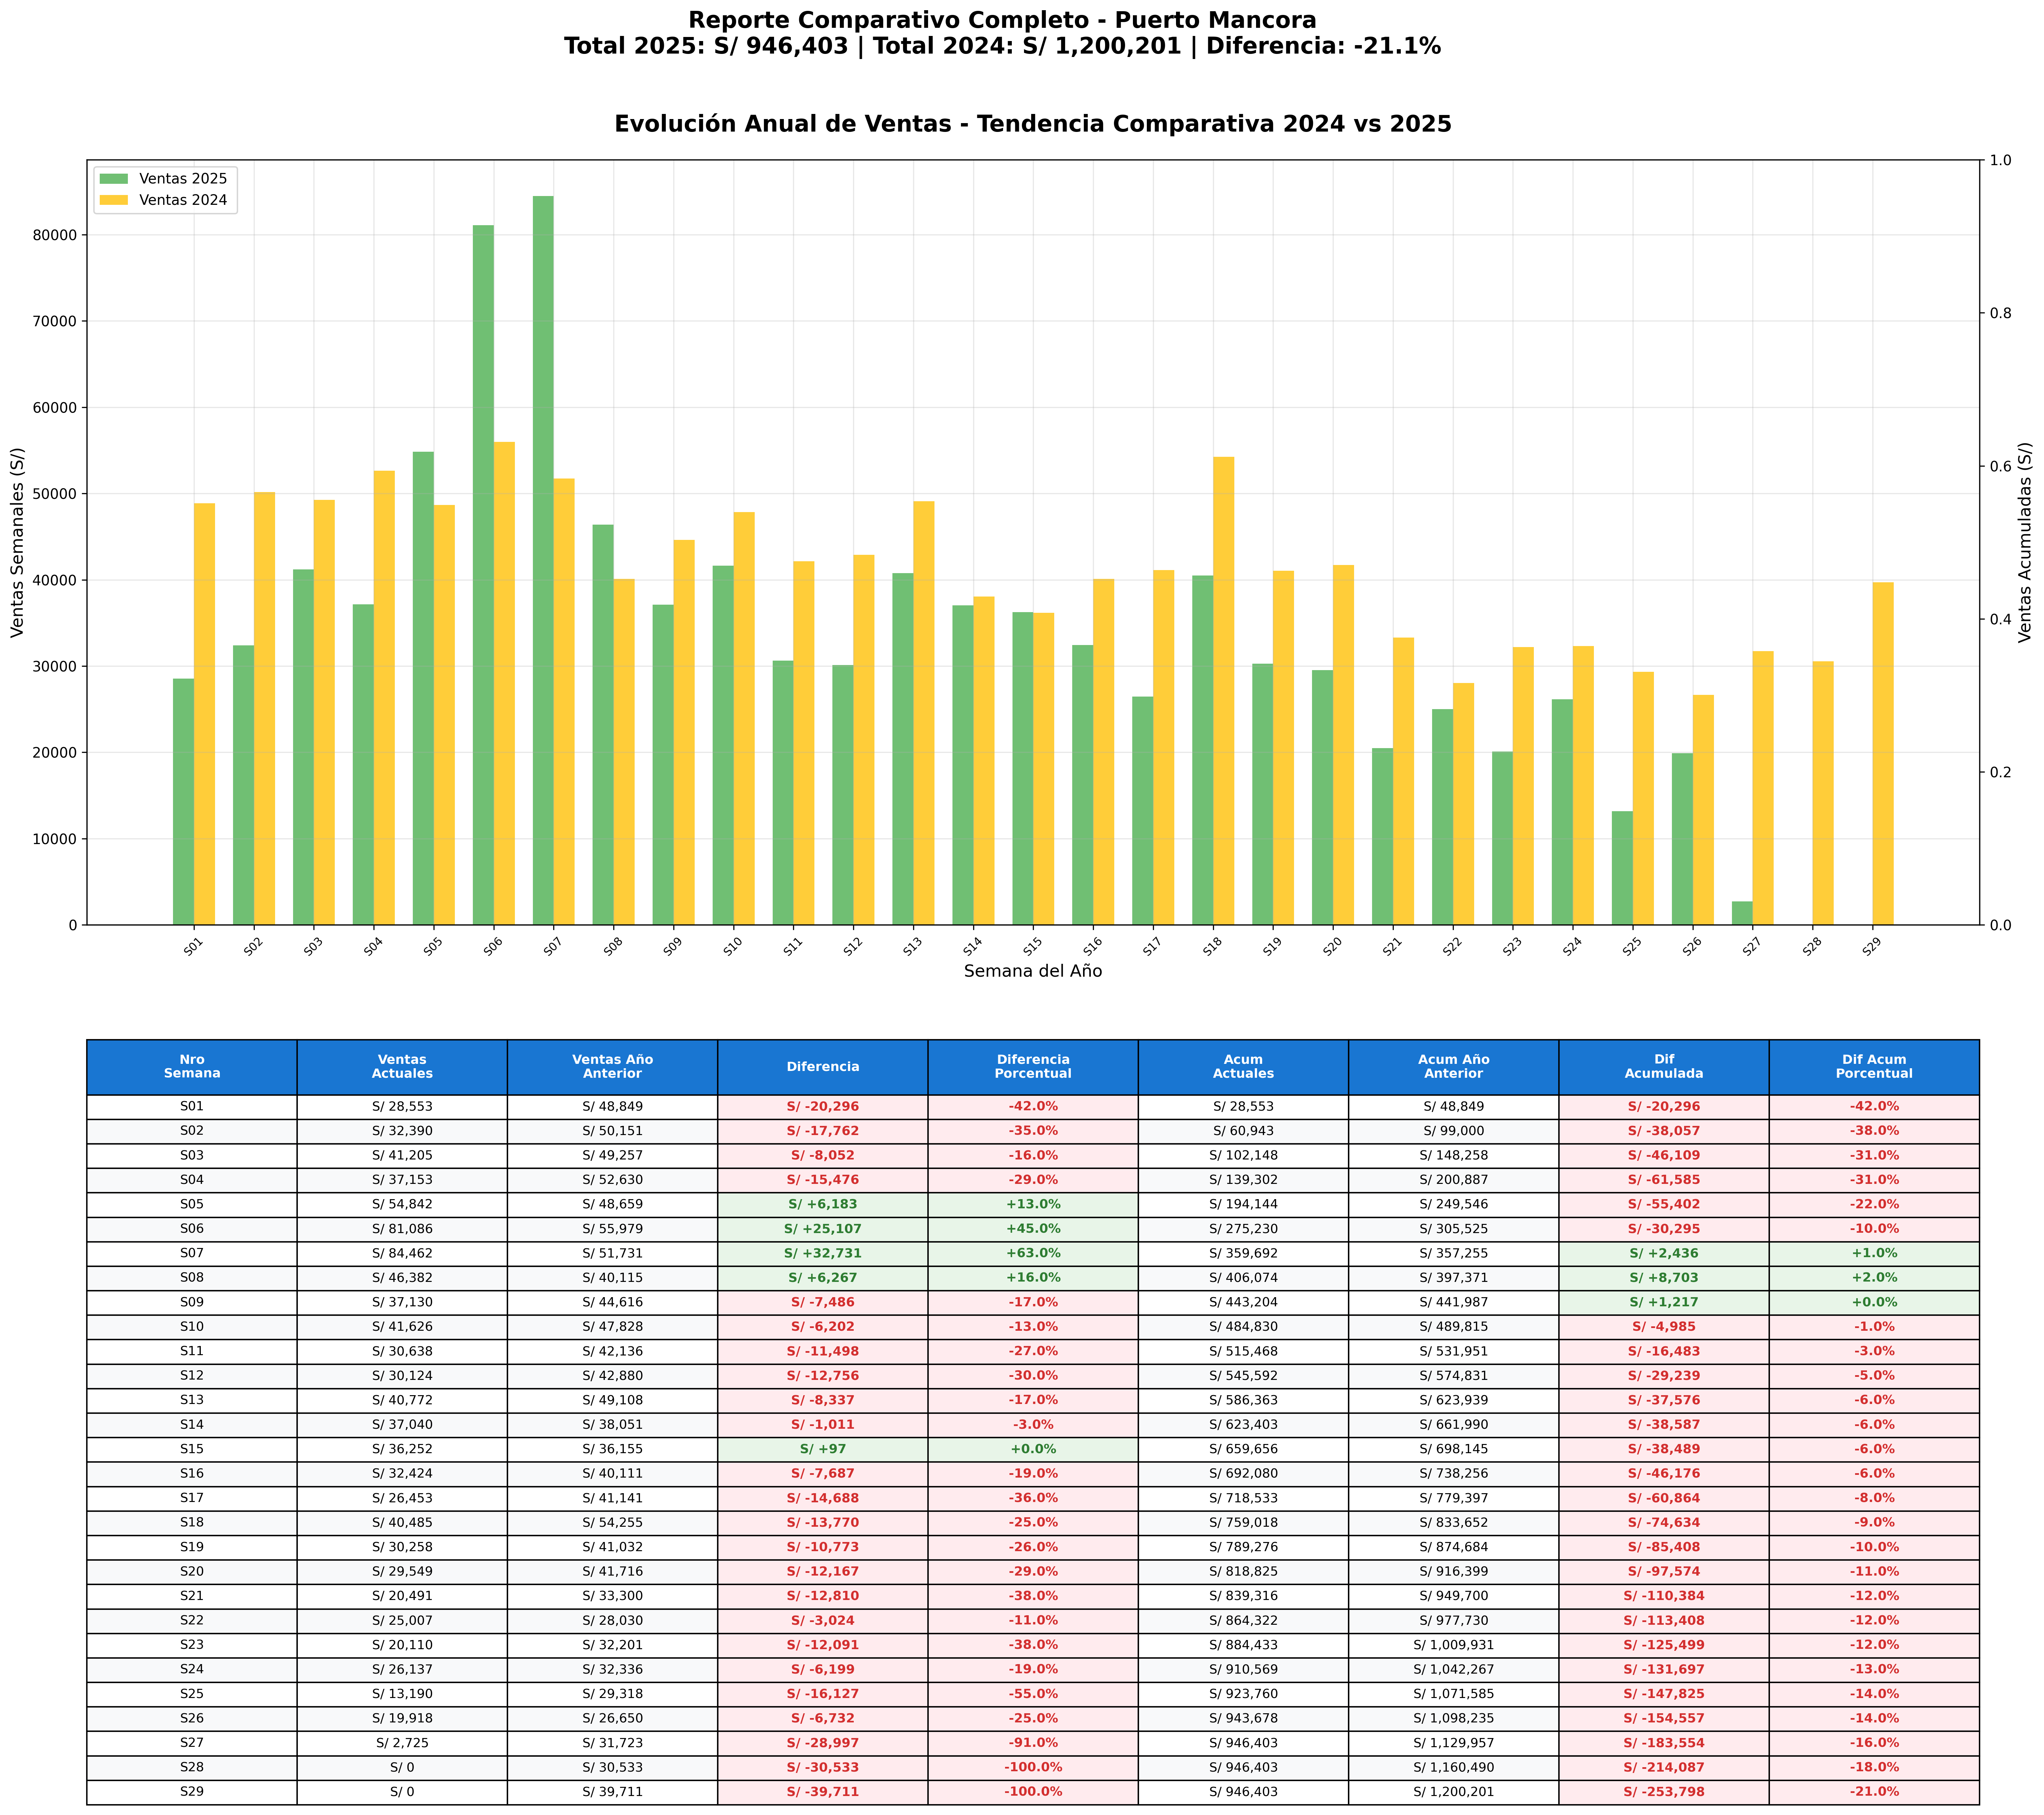 Reporte Comparativo Completo - Puerto Mancora
Total 2025: S/ 946,403 | Total 2024: S/ 1,200,201 | Diferencia: -21.1%
Evolución Anual de Ventas - Tendencia Comparativa 2024 vs 2025
Ventas 2025
Ventas 2024
Ventas Semanales (S/)
80000
70000
60000
50000
40000
30000
20000
10000
0
Ventas Acumuladas (S/)
1.0
0.8
0.6
0.4
0.2
0.0
S01 S02 S03 S04 S05 S06 S07 S08 S09 S10 S11 S12 S13 S14 S15 S16 S17 S18 S19 S20 S21 S22 S23 S24 S25 S26 S27 S28 S29
Semana del Año
Nro Semana | Ventas Actuales | Ventas Año Anterior | Diferencia | Diferencia Porcentual | Acum Actuales | Acum Año Anterior | Dif Acumulada | Dif Acum Porcentual
S01 S/ 28,553 S/ 48,849 S/ -20,296 -42.0% S/ 28,553 S/ 48,849 S/ -20,296 -42.0%
S02 S/ 32,390 S/ 50,151 S/ -17,762 -35.0% S/ 60,943 S/ 99,000 S/ -38,057 -38.0%
S03 S/ 41,205 S/ 49,257 S/ -8,052 -16.0% S/ 102,148 S/ 148,258 S/ -46,109 -31.0%
S04 S/ 37,153 S/ 52,630 S/ -15,476 -29.0% S/ 139,302 S/ 200,887 S/ -61,585 -31.0%
S05 S/ 54,842 S/ 48,659 S/ +6,183 +13.0% S/ 194,144 S/ 249,546 S/ -55,402 -22.0%
S06 S/ 81,086 S/ 55,979 S/ +25,107 +45.0% S/ 275,230 S/ 305,525 S/ -30,295 -10.0%
S07 S/ 84,462 S/ 51,731 S/ +32,731 +63.0% S/ 359,692 S/ 357,255 S/ +2,436 +1.0%
S08 S/ 46,382 S/ 40,115 S/ +6,267 +16.0% S/ 406,074 S/ 397,371 S/ +8,703 +2.0%
S09 S/ 37,130 S/ 44,616 S/ -7,486 -17.0% S/ 443,204 S/ 441,987 S/ +1,217 +0.0%
S10 S/ 41,626 S/ 47,828 S/ -6,202 -13.0% S/ 484,830 S/ 489,815 S/ -4,985 -1.0%
S11 S/ 30,638 S/ 42,136 S/ -11,498 -27.0% S/ 515,468 S/ 531,951 S/ -16,483 -3.0%
S12 S/ 30,124 S/ 42,880 S/ -12,756 -30.0% S/ 545,592 S/ 574,831 S/ -29,239 -5.0%
S13 S/ 40,772 S/ 49,108 S/ -8,337 -17.0% S/ 586,363 S/ 623,939 S/ -37,576 -6.0%
S14 S/ 37,040 S/ 38,051 S/ -1,011 -3.0% S/ 623,403 S/ 661,990 S/ -38,587 -6.0%
S15 S/ 36,252 S/ 36,155 S/ +97 +0.0% S/ 659,656 S/ 698,145 S/ -38,489 -6.0%
S16 S/ 32,424 S/ 40,111 S/ -7,687 -19.0% S/ 692,080 S/ 738,256 S/ -46,176 -6.0%
S17 S/ 26,453 S/ 41,141 S/ -14,688 -36.0% S/ 718,533 S/ 779,397 S/ -60,864 -8.0%
S18 S/ 40,485 S/ 54,255 S/ -13,770 -25.0% S/ 759,018 S/ 833,652 S/ -74,634 -9.0%
S19 S/ 30,258 S/ 41,032 S/ -10,773 -26.0% S/ 789,276 S/ 874,684 S/ -85,408 -10.0%
S20 S/ 29,549 S/ 41,716 S/ -12,167 -29.0% S/ 818,825 S/ 916,399 S/ -97,574 -11.0%
S21 S/ 20,491 S/ 33,300 S/ -12,810 -38.0% S/ 839,316 S/ 949,700 S/ -110,384 -12.0%
S22 S/ 25,007 S/ 28,030 S/ -3,024 -11.0% S/ 864,322 S/ 977,730 S/ -113,408 -12.0%
S23 S/ 20,110 S/ 32,201 S/ -12,091 -38.0% S/ 884,433 S/ 1,009,931 S/ -125,499 -12.0%
S24 S/ 26,137 S/ 32,336 S/ -6,199 -19.0% S/ 910,569 S/ 1,042,267 S/ -131,697 -13.0%
S25 S/ 13,190 S/ 29,318 S/ -16,127 -55.0% S/ 923,760 S/ 1,071,585 S/ -147,825 -14.0%
S26 S/ 19,918 S/ 26,650 S/ -6,732 -25.0% S/ 943,678 S/ 1,098,235 S/ -154,557 -14.0%
S27 S/ 2,725 S/ 31,723 S/ -28,997 -91.0% S/ 946,403 S/ 1,129,957 S/ -183,554 -16.0%
S28 S/ 0 S/ 30,533 S/ -30,533 -100.0% S/ 946,403 S/ 1,160,490 S/ -214,087 -18.0%
S29 S/ 0 S/ 39,711 S/ -39,711 -100.0% S/ 946,403 S/ 1,200,201 S/ -253,798 -21.0%